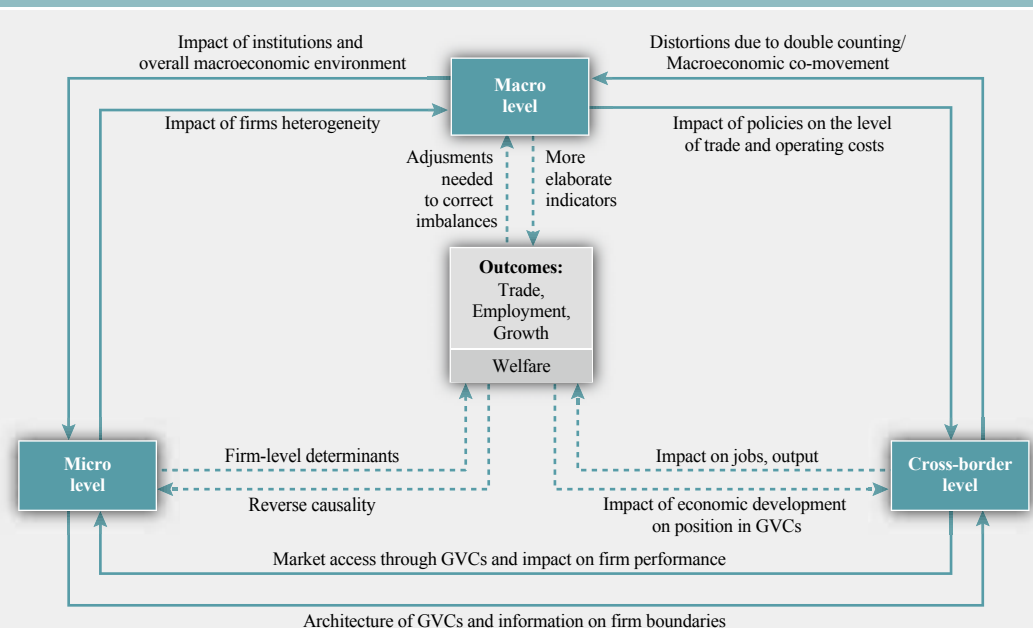 Impact of institutions and
overall macroeconomic environment
Distortions due to double counting/
Macroeconomic co-movement
Macro
level
Impact of firms heterogeneity
Impact of policies on the level
of trade and operating costs
Adjusments
needed
to correct
imbalances
More
elaborate
indicators
Outcomes:
Trade,
Employment,
Growth
Welfare
Micro
level
Firm-level determinants
Reverse causality
Impact on jobs, output
Impact of economic development
on position in GVCs
Cross-border
level
Market access through GVCs and impact on firm performance
Architecture of GVCs and information on firm boundaries